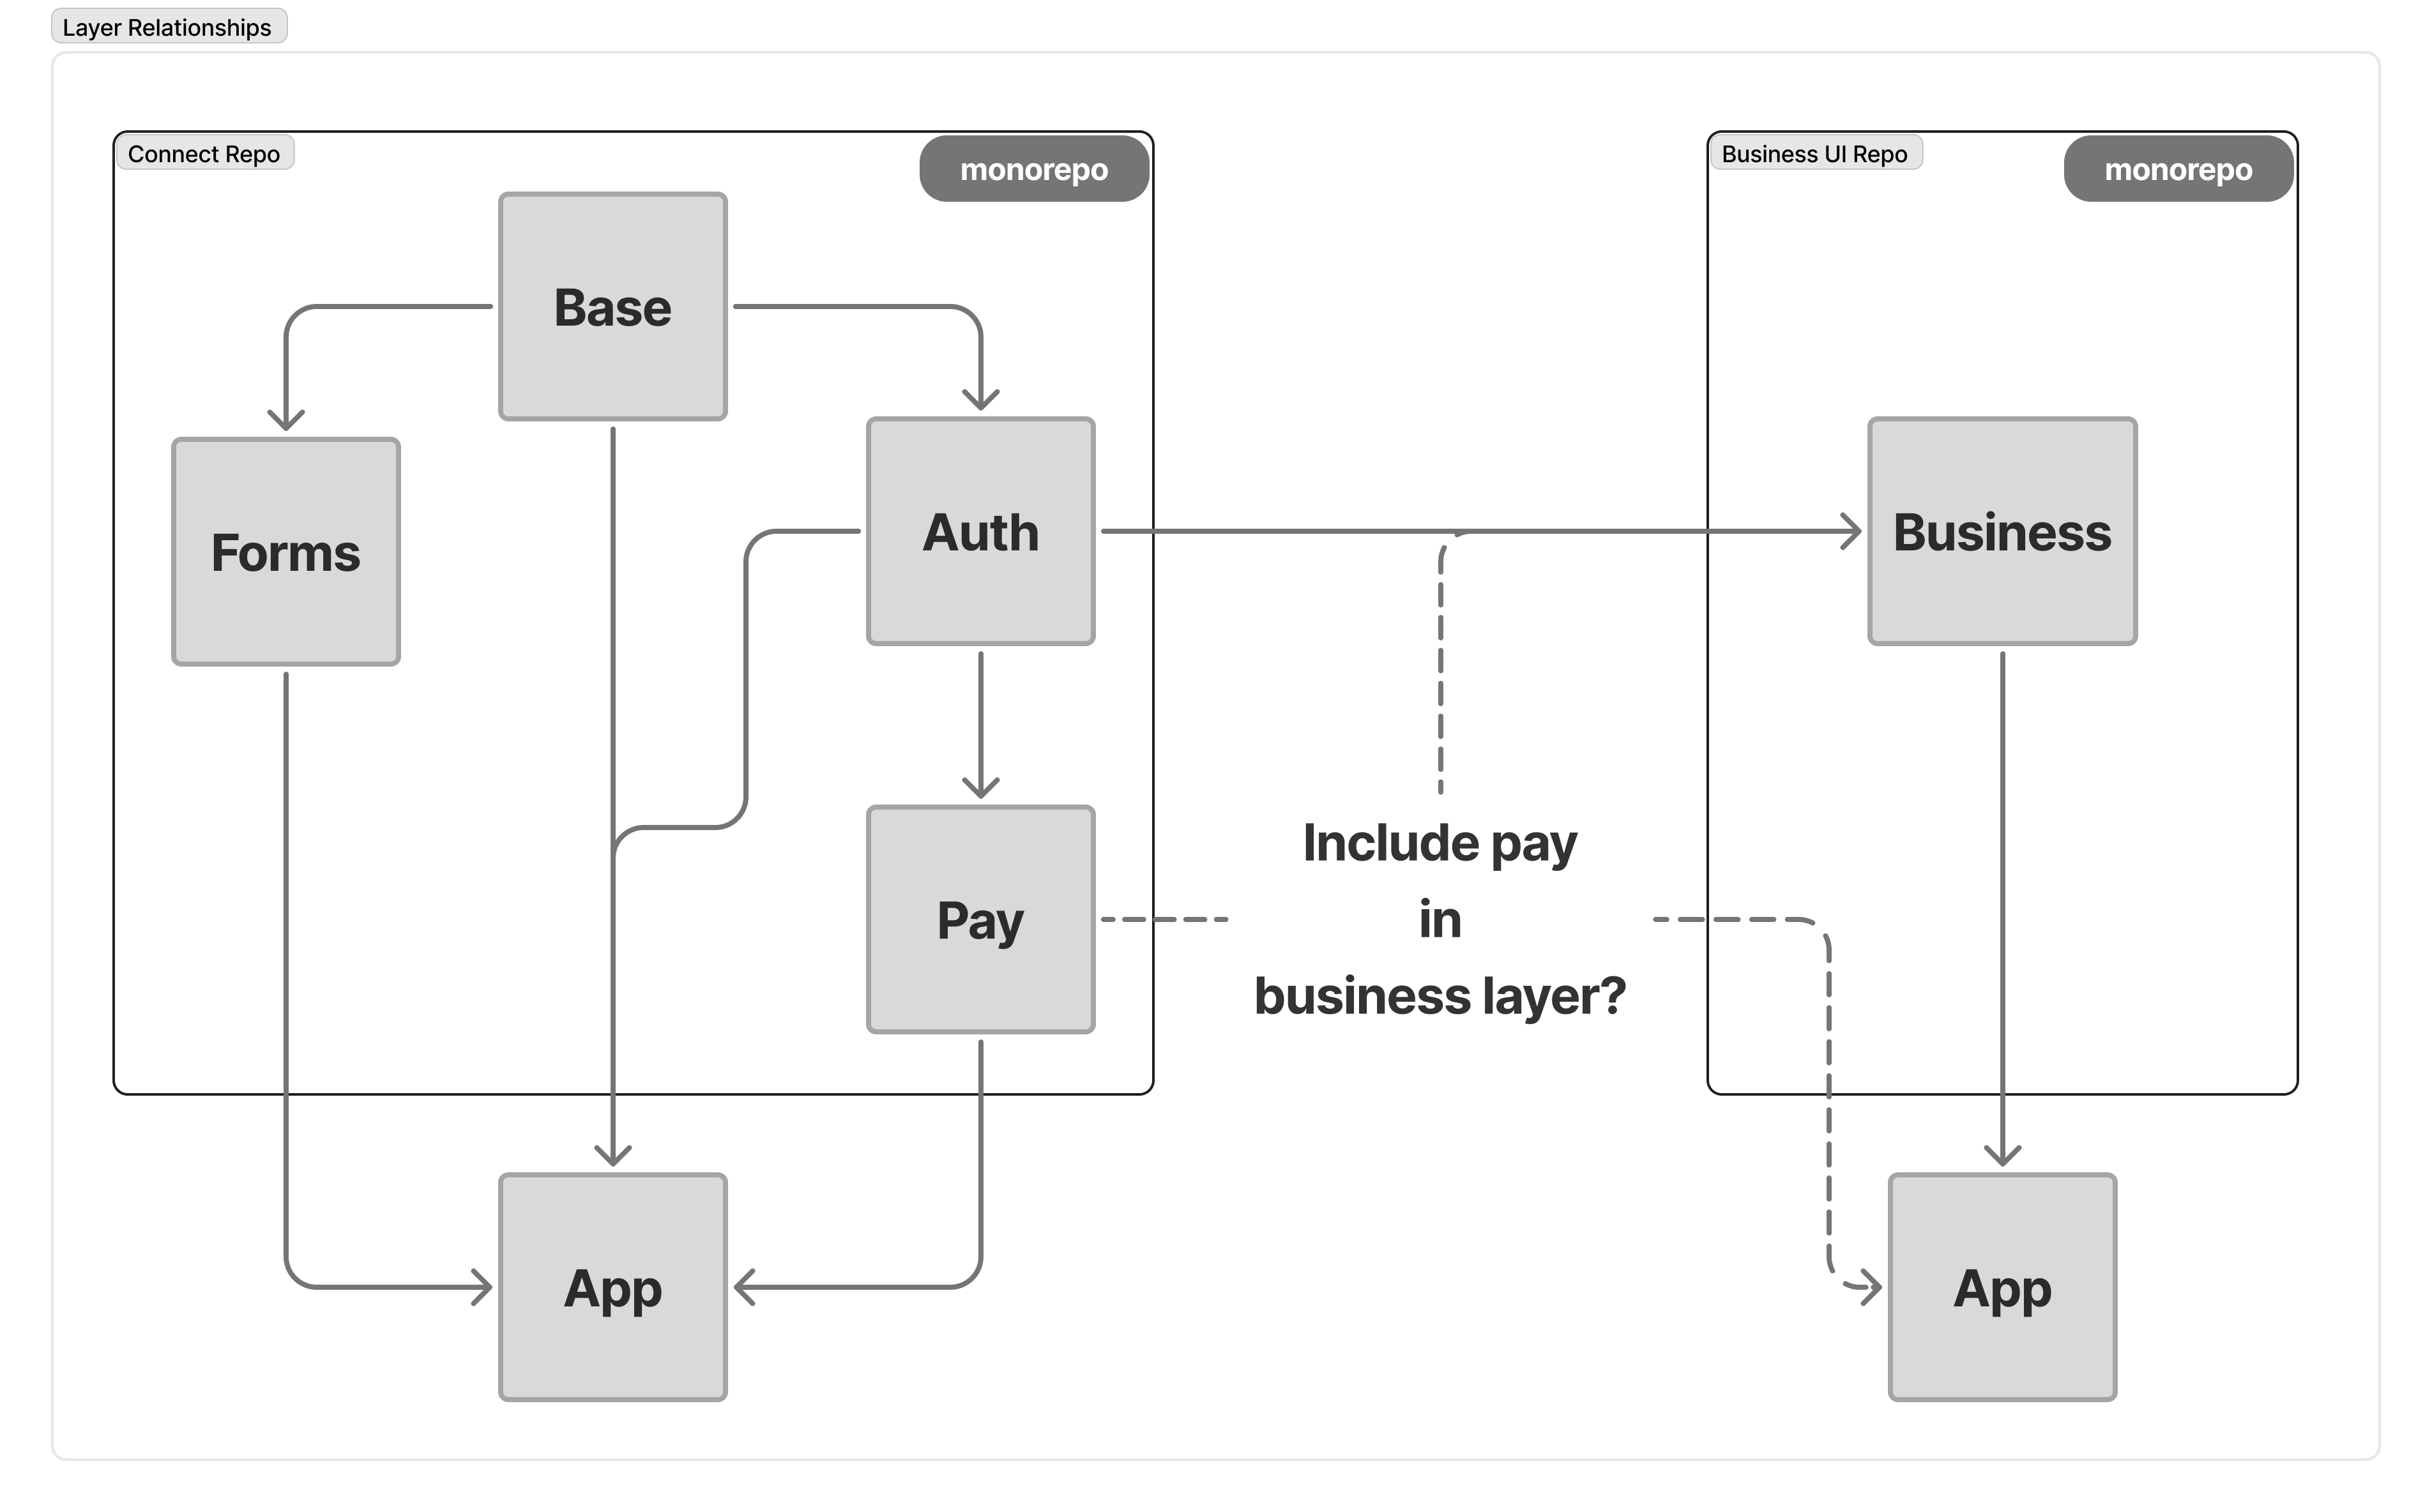 Layer Relationships
Connect Repo
monorepo
Business UI Repo
monorepo
Base
Forms
Auth
Business
Pay
Include pay
in
business layer?
App
App